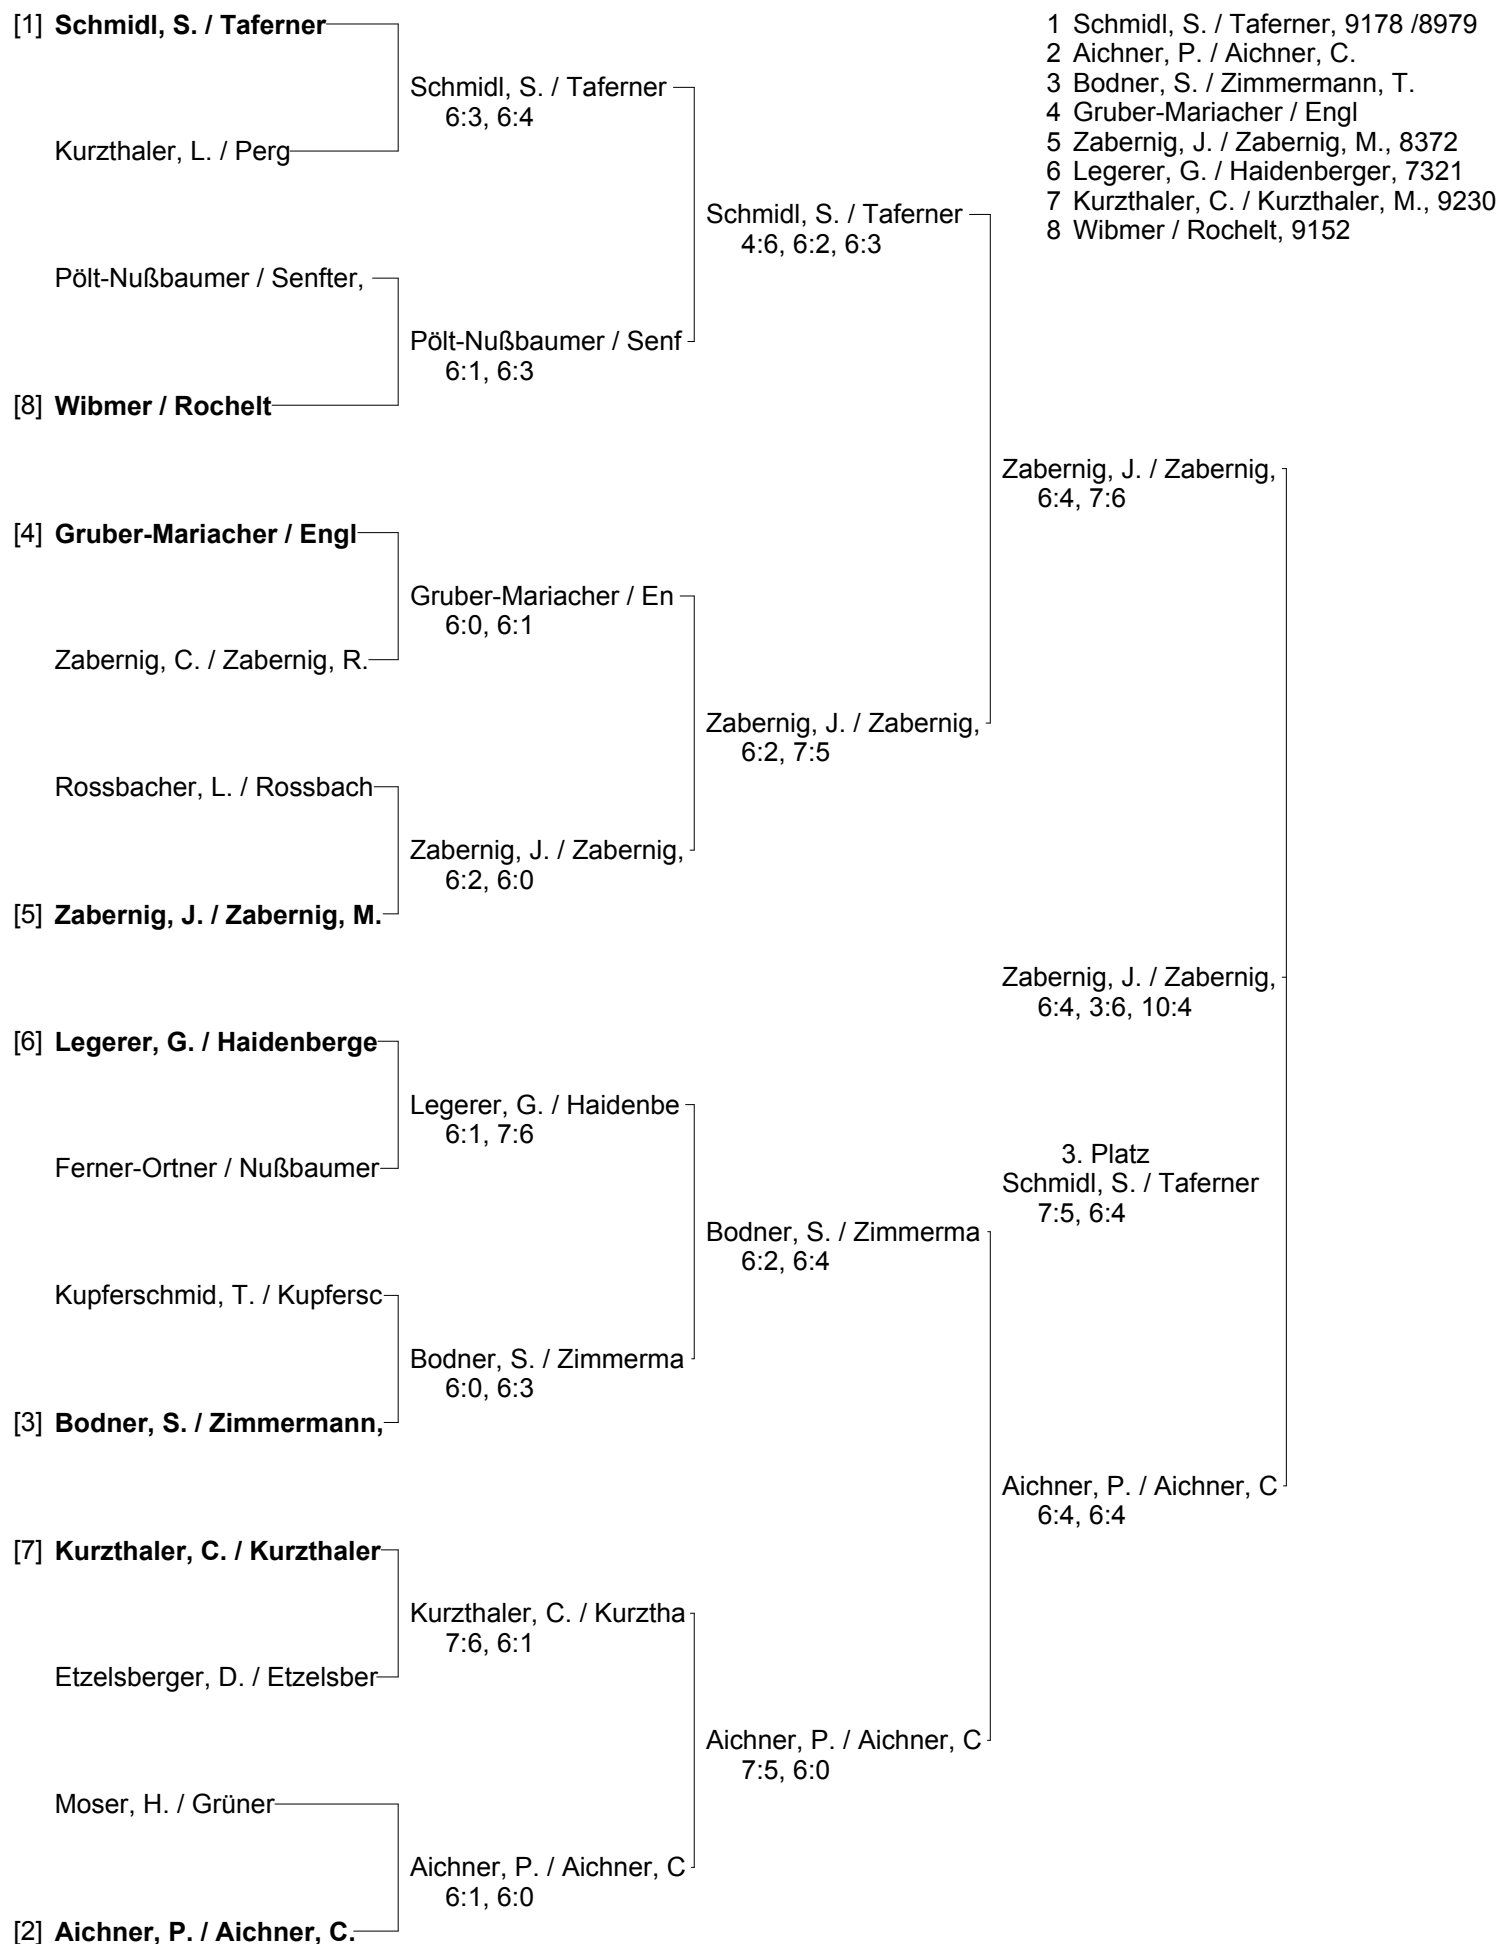 [1] Schmidl, S. / Taferner
Kurzthaler, L. / Perg
Pölt-Nußbaumer / Senfter,
[8] Wibmer / Rochelt
[4] Gruber-Mariacher / Engl
Zabernig, C. / Zabernig, R.
Rossbacher, L. / Rossbach
[5] Zabernig, J. / Zabernig, M.
[6] Legerer, G. / Haidenberge
Ferner-Ortner / Nußbaumer
Kupferschmid, T. / Kupfersc
[3] Bodner, S. / Zimmermann,
[7] Kurzthaler, C. / Kurzthaler
Etzelsberger, D. / Etzelsber
Moser, H. / Grüner
[2] Aichner, P. / Aichner, C.
Schmidl, S. / Taferner
6:3, 6:4
Pölt-Nußbaumer / Senf
6:1, 6:3
Gruber-Mariacher / En
6:0, 6:1
Zabernig, J. / Zabernig,
6:2, 6:0
Legerer, G. / Haidenbe
6:1, 7:6
Bodner, S. / Zimmerma
6:0, 6:3
Kurzthaler, C. / Kurztha
7:6, 6:1
Aichner, P. / Aichner, C
6:1, 6:0
Schmidl, S. / Taferner
4:6, 6:2, 6:3
Zabernig, J. / Zabernig,
6:2, 7:5
Bodner, S. / Zimmerma
6:2, 6:4
Aichner, P. / Aichner, C
7:5, 6:0
Zabernig, J. / Zabernig,
6:4, 7:6
Zabernig, J. / Zabernig,
6:4, 3:6, 10:4
3. Platz
Schmidl, S. / Taferner
7:5, 6:4
Aichner, P. / Aichner, C
6:4, 6:4
1 Schmidl, S. / Taferner, 9178 /8979
2 Aichner, P. / Aichner, C.
3 Bodner, S. / Zimmermann, T.
4 Gruber-Mariacher / Engl
5 Zabernig, J. / Zabernig, M., 8372
6 Legerer, G. / Haidenberger, 7321
7 Kurzthaler, C. / Kurzthaler, M., 9230
8 Wibmer / Rochelt, 9152